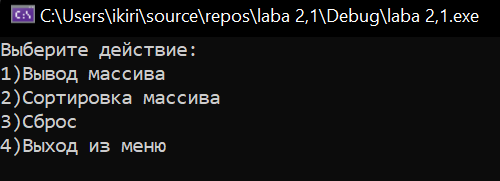 C:\Users\ikiri\source\repos\laba 2,1\Debug\laba 2,1.exe
Выберите действие:
1)Вывод массива
2)Сортировка массива
3)Сброс
4)Выход из меню